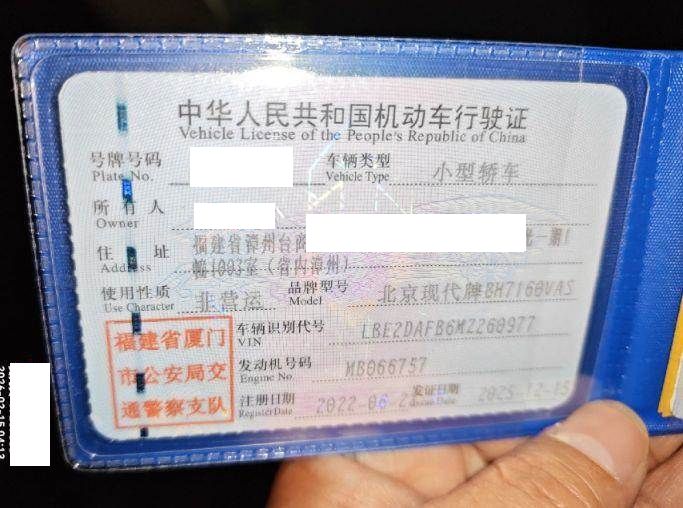 中华人民共和国机动车行驶证
Vehicle License of the People's Republic of China
号牌号码 车辆类型 小型轿车
Plate No. Vehicle Type
所有人
Owner
福建省漳州台商
住址 幢1003室（省内漳州）
Address
使用性质 非营运 品牌型号 北京现代牌BH7160VAS
Use Character Model
福建省厦门
市公安局交
通警察支队
车辆识别代号 LBE2DAFB6MZ260977
VIN
发动机号码 MB066757
Engine No.
注册日期 2022-06-2 发证日期 2025-12-15
Register Date Issue Date